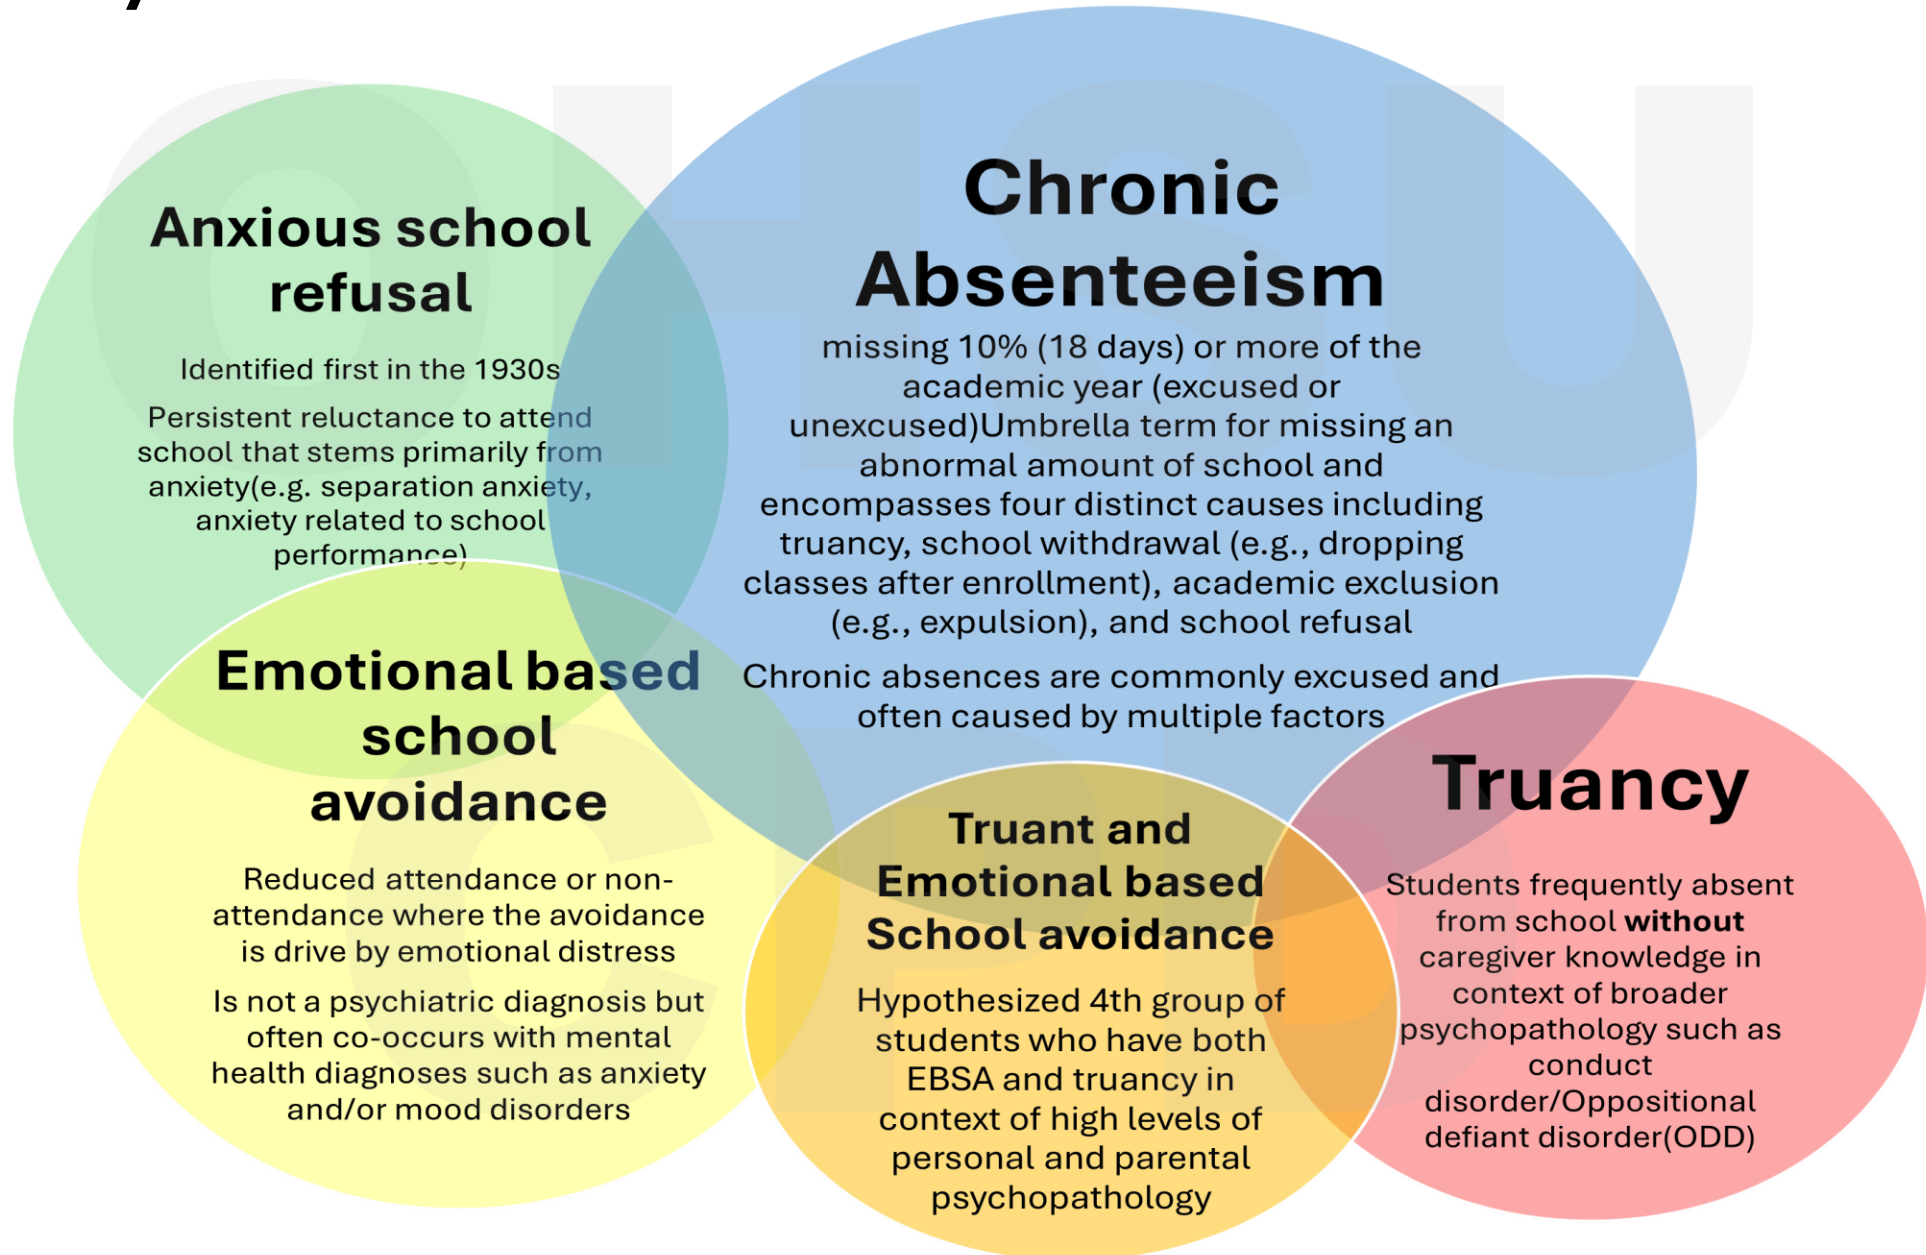 Anxious school
refusal
Identified first in the 1930s
Persistent reluctance to attend
school that stems primarily from
anxiety(e.g. separation anxiety,
anxiety related to school
performance)
Chronic
Absenteeism
missing 10% (18 days) or more of the
academic year (excused or
unexcused)Umbrella term for missing an
abnormal amount of school and
encompasses four distinct causes including
truancy, school withdrawal (e.g., dropping
classes after enrollment), academic exclusion
(e.g., expulsion), and school refusal
Chronic absences are commonly excused and
often caused by multiple factors
Emotional based
school
avoidance
Reduced attendance or non-
attendance where the avoidance
is drive by emotional distress
Is not a psychiatric diagnosis but
often co-occurs with mental
health diagnoses such as anxiety
and/or mood disorders
Truant and
Emotional based
School avoidance
Hypothesized 4th group of
students who have both
EBSA and truancy in
context of high levels of
personal and parental
psychopathology
Truancy
Students frequently absent
from school without
caregiver knowledge in
context of broader
psychopathology such as
conduct
disorder/Oppositional
defiant disorder(ODD)
OHSU
CPD